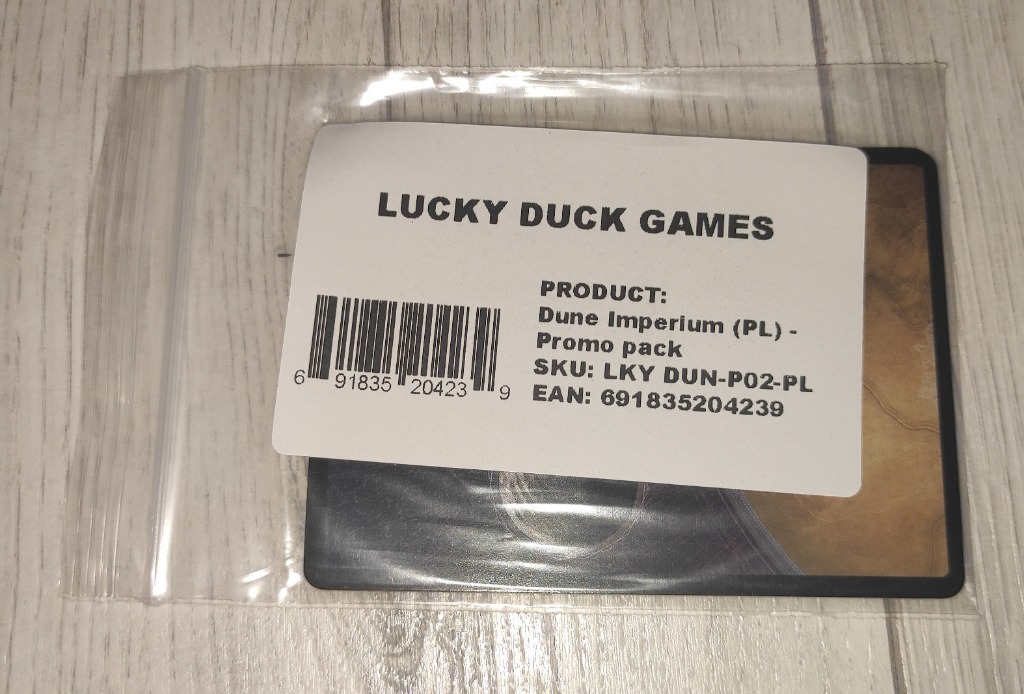 LUCKY DUCK GAMES
PRODUCT:
Dune Imperium (PL) -
Promo pack
SKU: LKY DUN-P02-PL
EAN: 691835204239
6 91835 20423 9